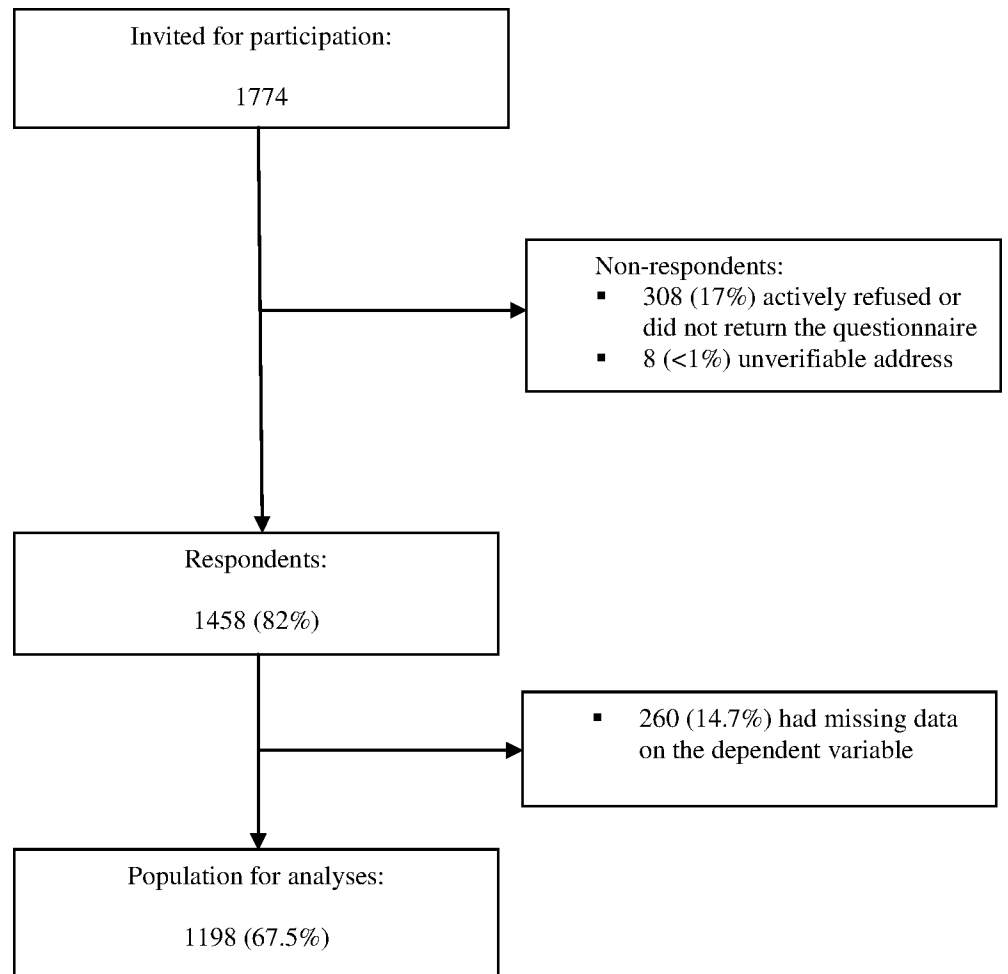 Invited for participation:
1774
Non-respondents:
▪ 308 (17%) actively refused or
did not return the questionnaire
▪ 8 (<1%) unverifiable address
Respondents:
1458 (82%)
▪ 260 (14.7%) had missing data
on the dependent variable
Population for analyses:
1198 (67.5%)